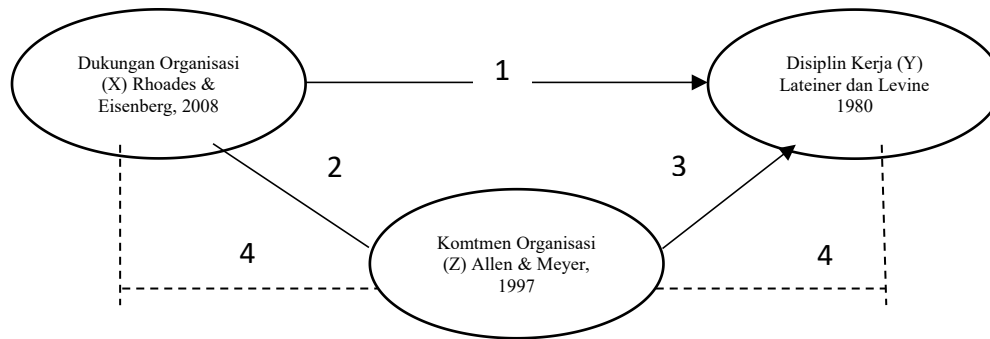 Dukungan Organisasi
(X) Rhoades &
Eisenberg, 2008
1
Disiplin Kerja (Y)
Lateiner dan Levine
1980
2
3
Komtmen Organisasi
(Z) Allen & Meyer,
1997
4
4